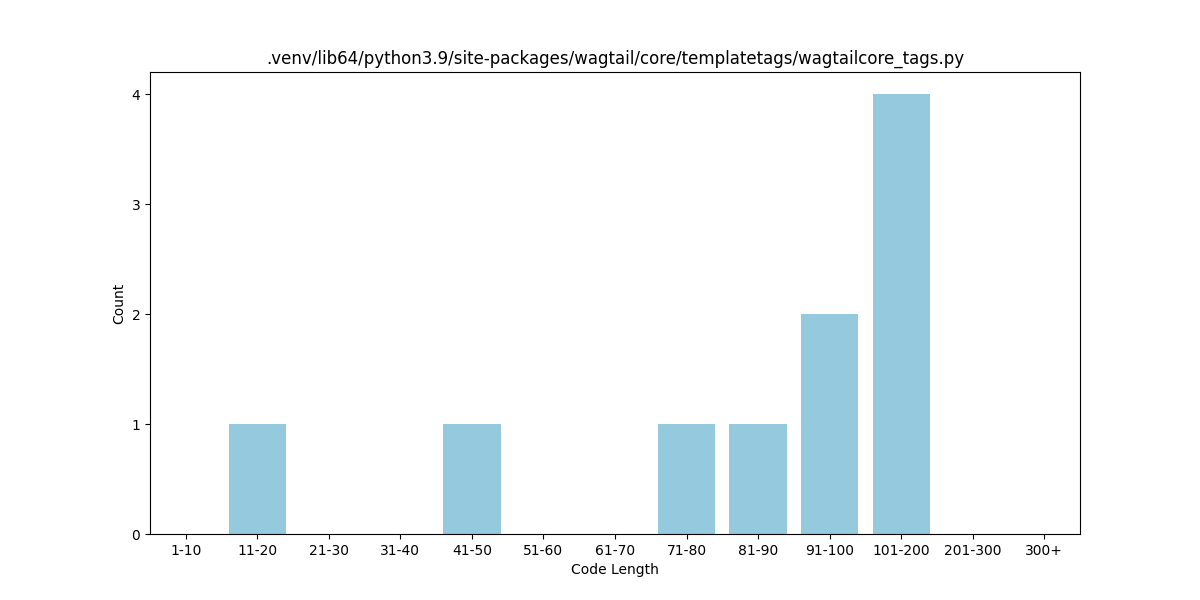 .venv/lib64/python3.9/site-packages/wagtail/core/templatetags/wagtailcore_tags.py
4
3
2
1
0
Count
1-10 11-20 21-30 31-40 41-50 51-60 61-70 71-80 81-90 91-100 101-200 201-300 300+
Code Length